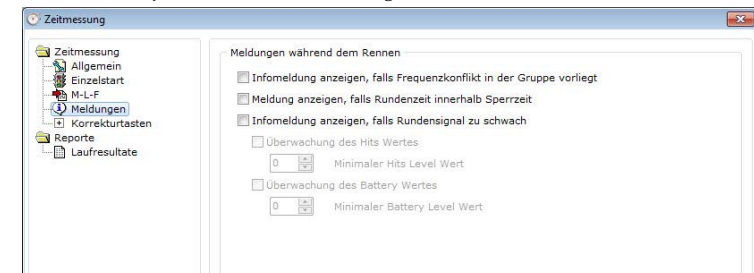 Zeitmessung
Zeitmessung
Allgemein
Einzelstart
M-L-F
Meldungen
Korrekturtasten
Reporte
Laufresultate
Meldungen während dem Rennen
Infomeldung anzeigen, falls Frequenzkonflikt in der Gruppe vorliegt
Meldung anzeigen, falls Rundenzeit innerhalb Sperrzeit
Infomeldung anzeigen, falls Rundensignal zu schwach
Überwachung des Hits Wertes
0 Minimaler Hits Level Wert
Überwachung des Battery Wertes
0 Minimaler Battery Level Wert